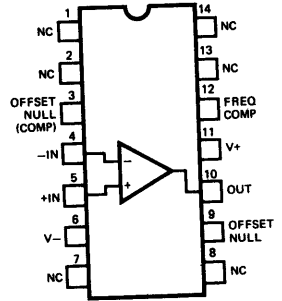 1
NC
2
NC
3
OFFSET
NULL
(COMP)
4
−IN
5
+IN
6
V−
7
NC
−
+
14
NC
13
NC
12
FREQ
COMP
11
V+
10
OUT
9
OFFSET
NULL
8
NC